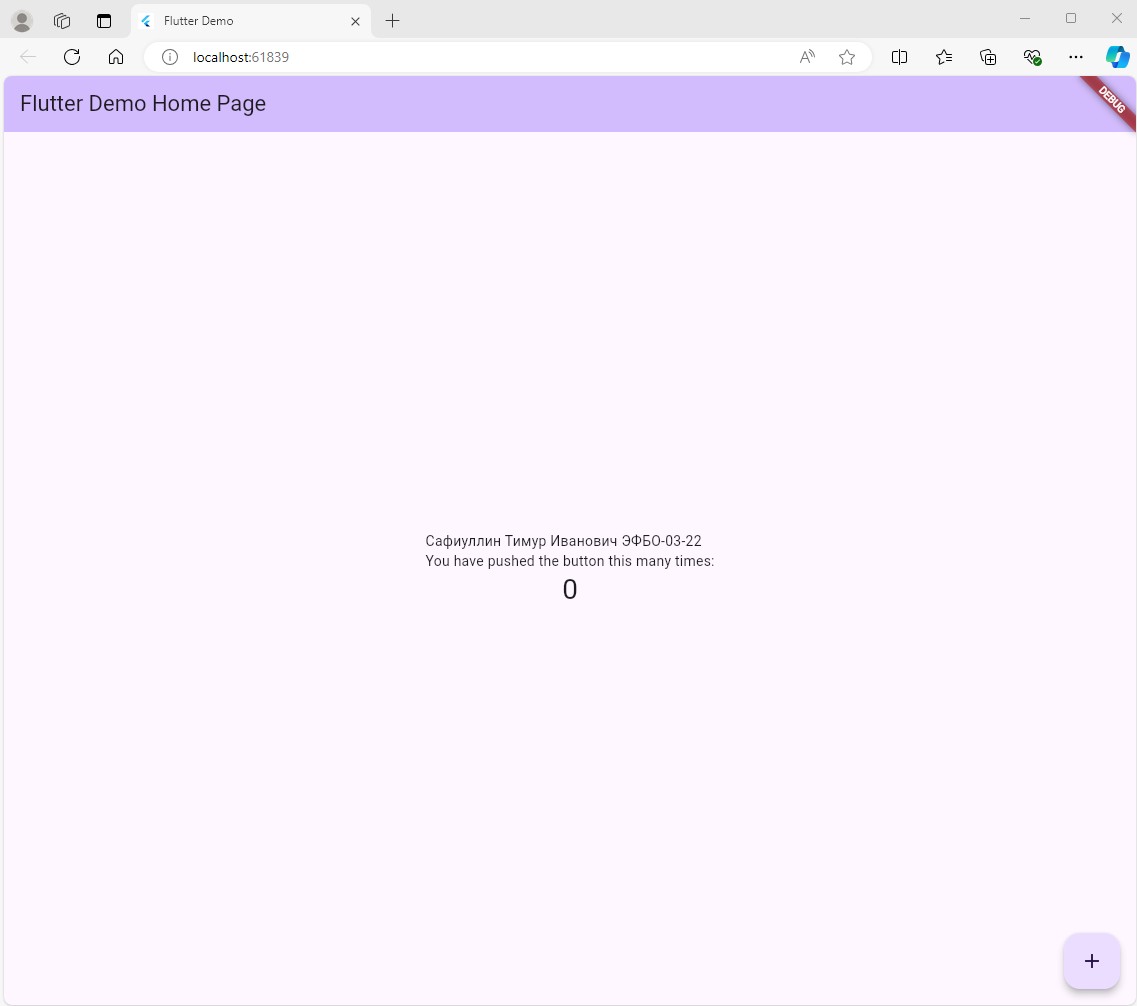 Flutter Demo
localhost:61839
Flutter Demo Home Page
DEBUG
Сафиуллин Тимур Иванович ЭФБО-03-22
You have pushed the button this many times:
0